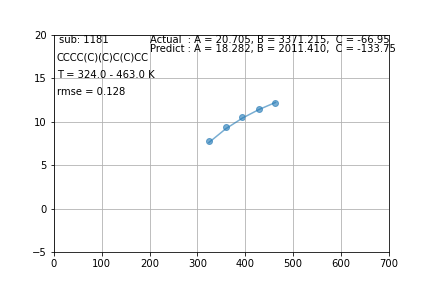 sub: 1181
Actual : A = 20.705, B = 3371.215, C = -66.95
Predict : A = 18.282, B = 2011.410, C = -133.75
CCCC(C)(C)C(C)CC
T = 324.0 - 463.0 K
rmse = 0.128
20
15
10
5
0
−5
0 100 200 300 400 500 600 700